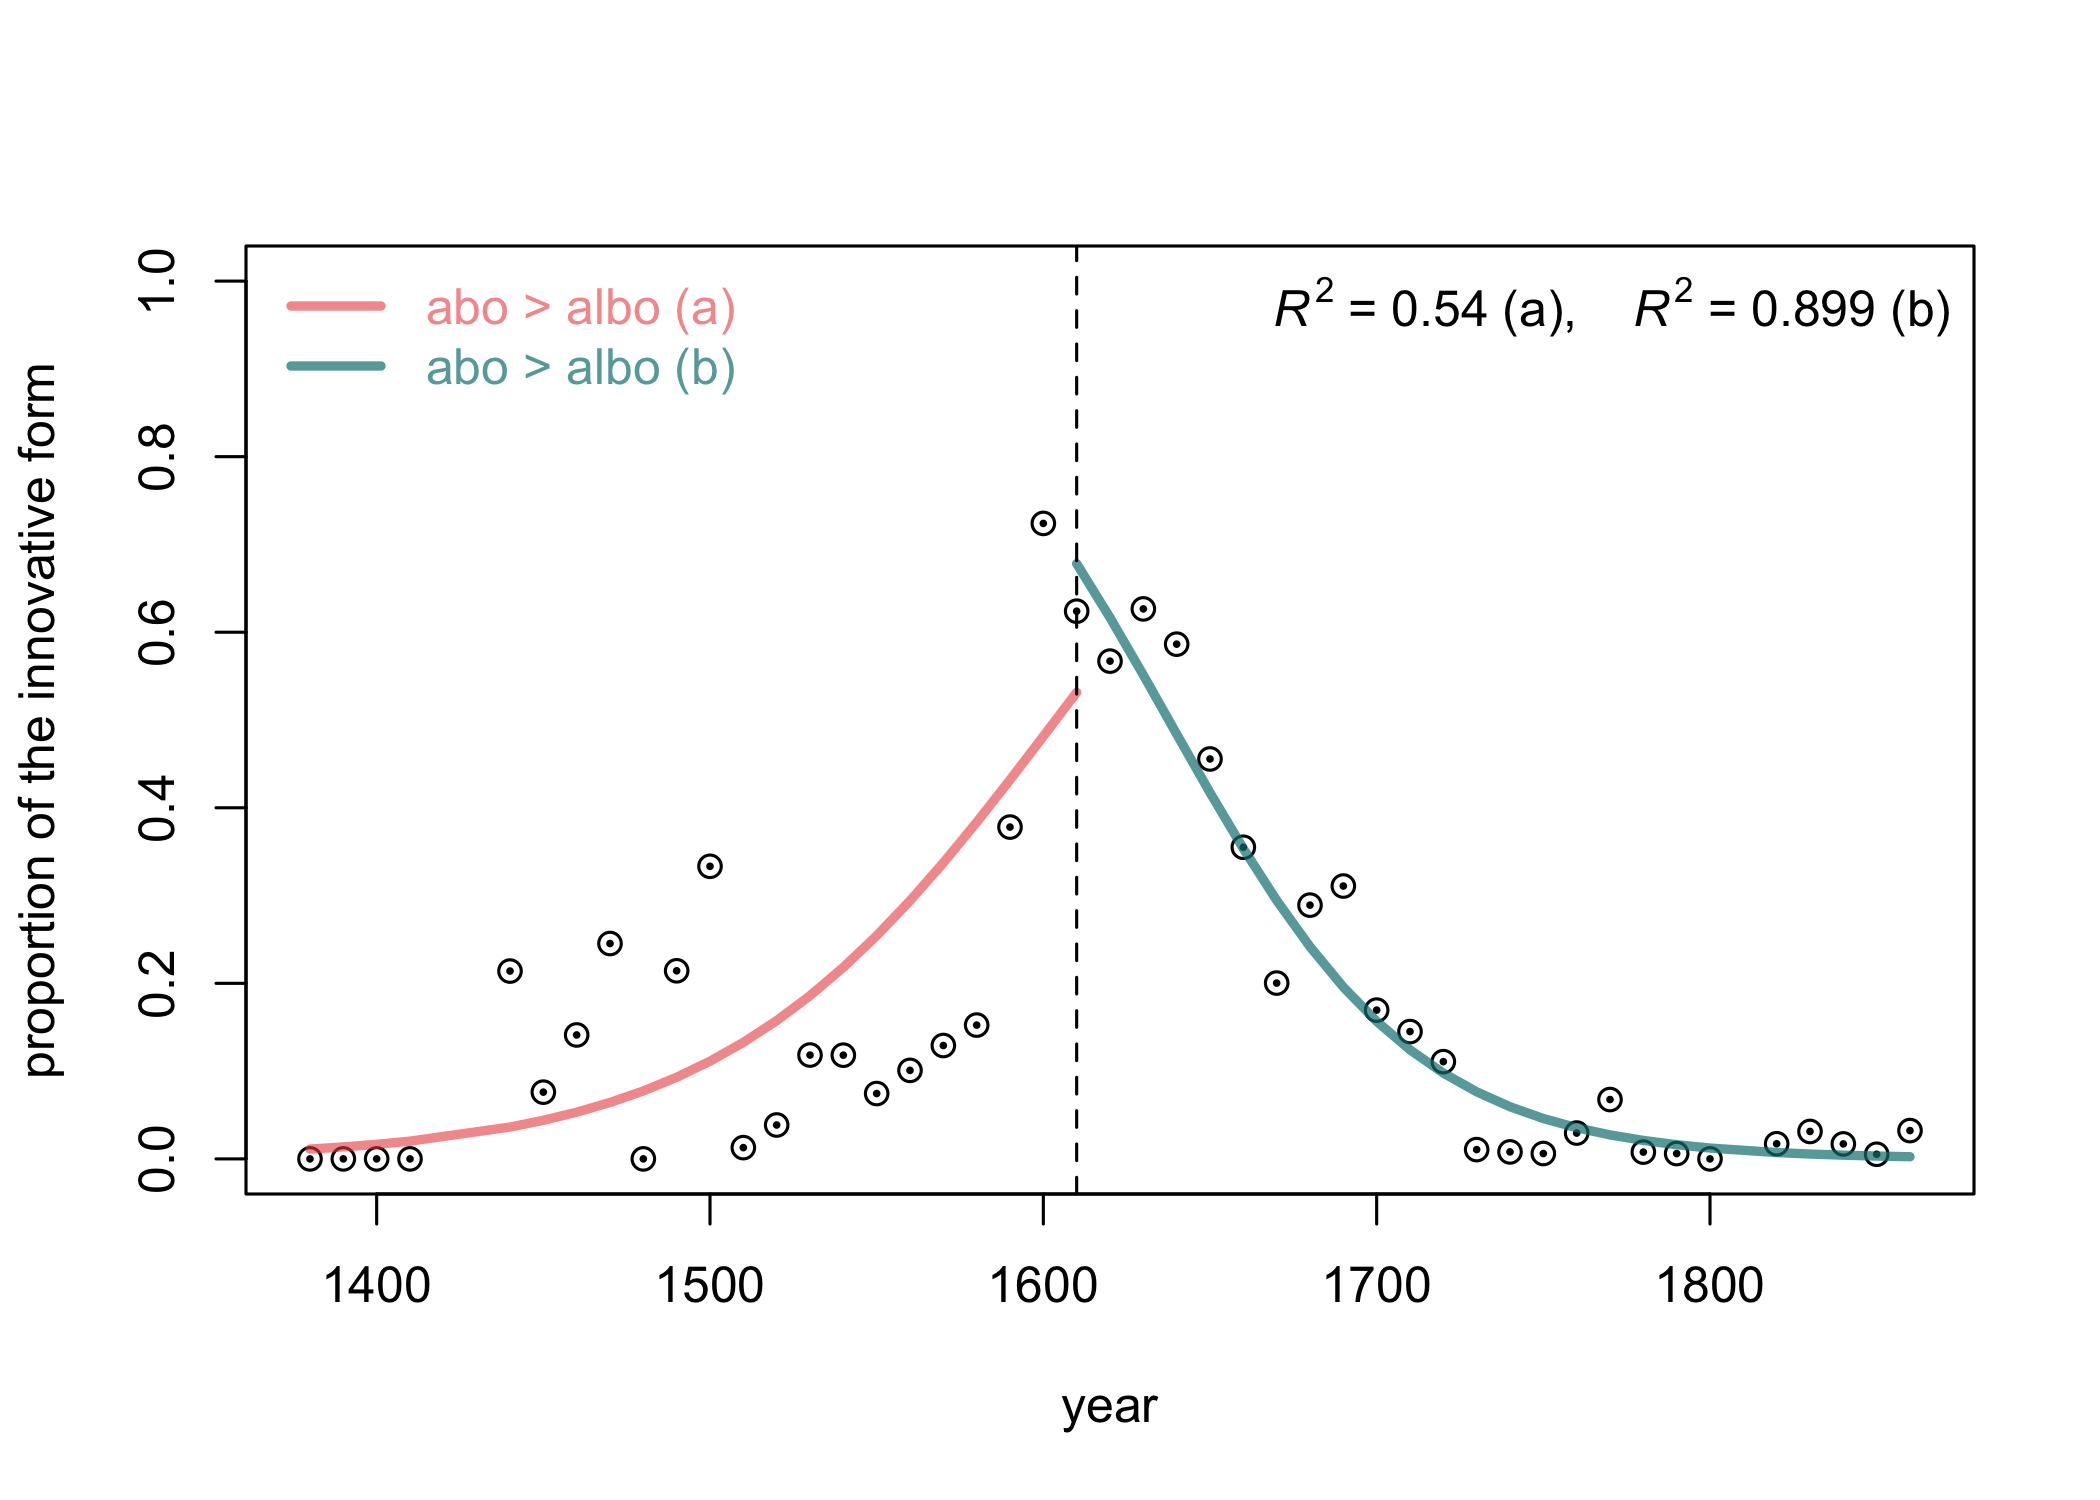 abo > albo (a)
abo > albo (b)
R² = 0.54 (a), R² = 0.899 (b)
proportion of the innovative form
1.0
0.8
0.6
0.4
0.2
0.0
1400 1500 1600 1700 1800
year